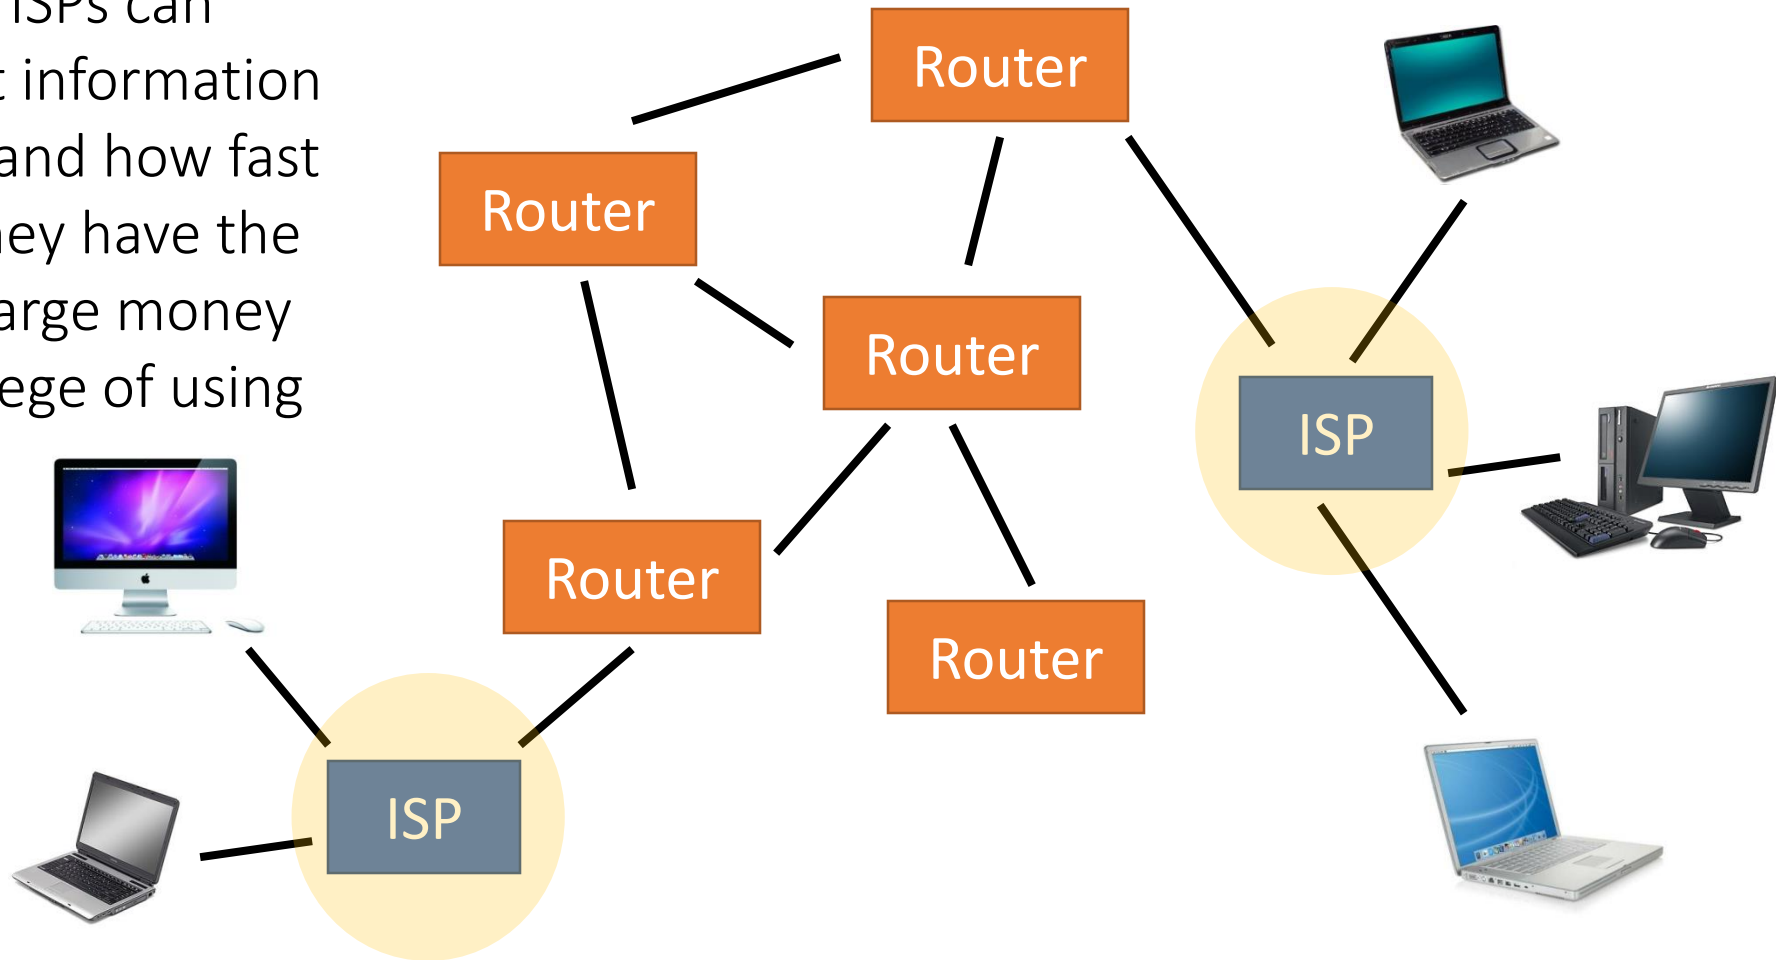 ISPs can
t information
and how fast
ey have the
arge money
ege of using
Router
Router
Router
ISP
Router
Router
ISP